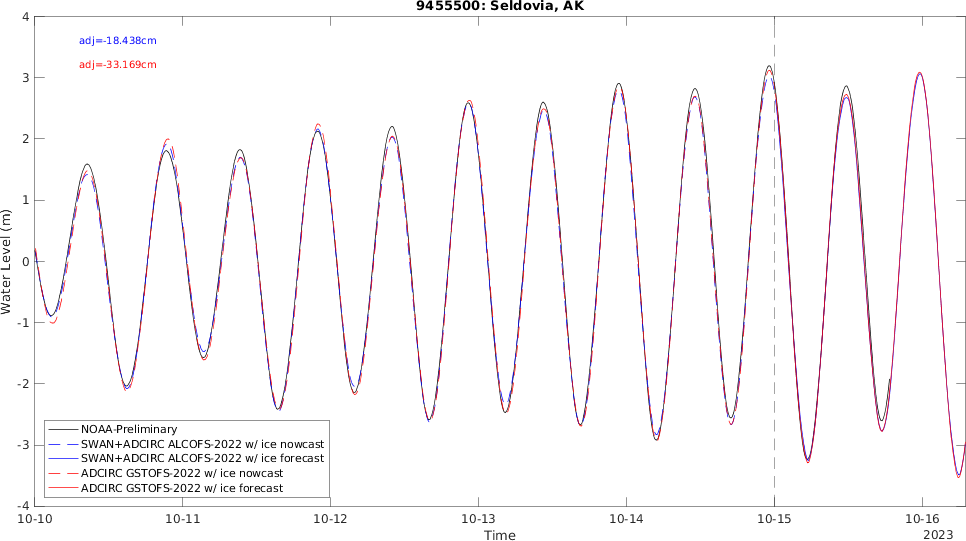 9455500: Seldovia, AK
adj=-18.438cm
adj=-33.169cm
4
3
2
1
0
-1
-2
-3
-4
Water Level (m)
NOAA-Preliminary
SWAN+ADCIRC ALCOFS-2022 w/ ice nowcast
SWAN+ADCIRC ALCOFS-2022 w/ ice forecast
ADCIRC GSTOFS-2022 w/ ice nowcast
ADCIRC GSTOFS-2022 w/ ice forecast
10-10 10-11 10-12 10-13 10-14 10-15 10-16
Time
2023